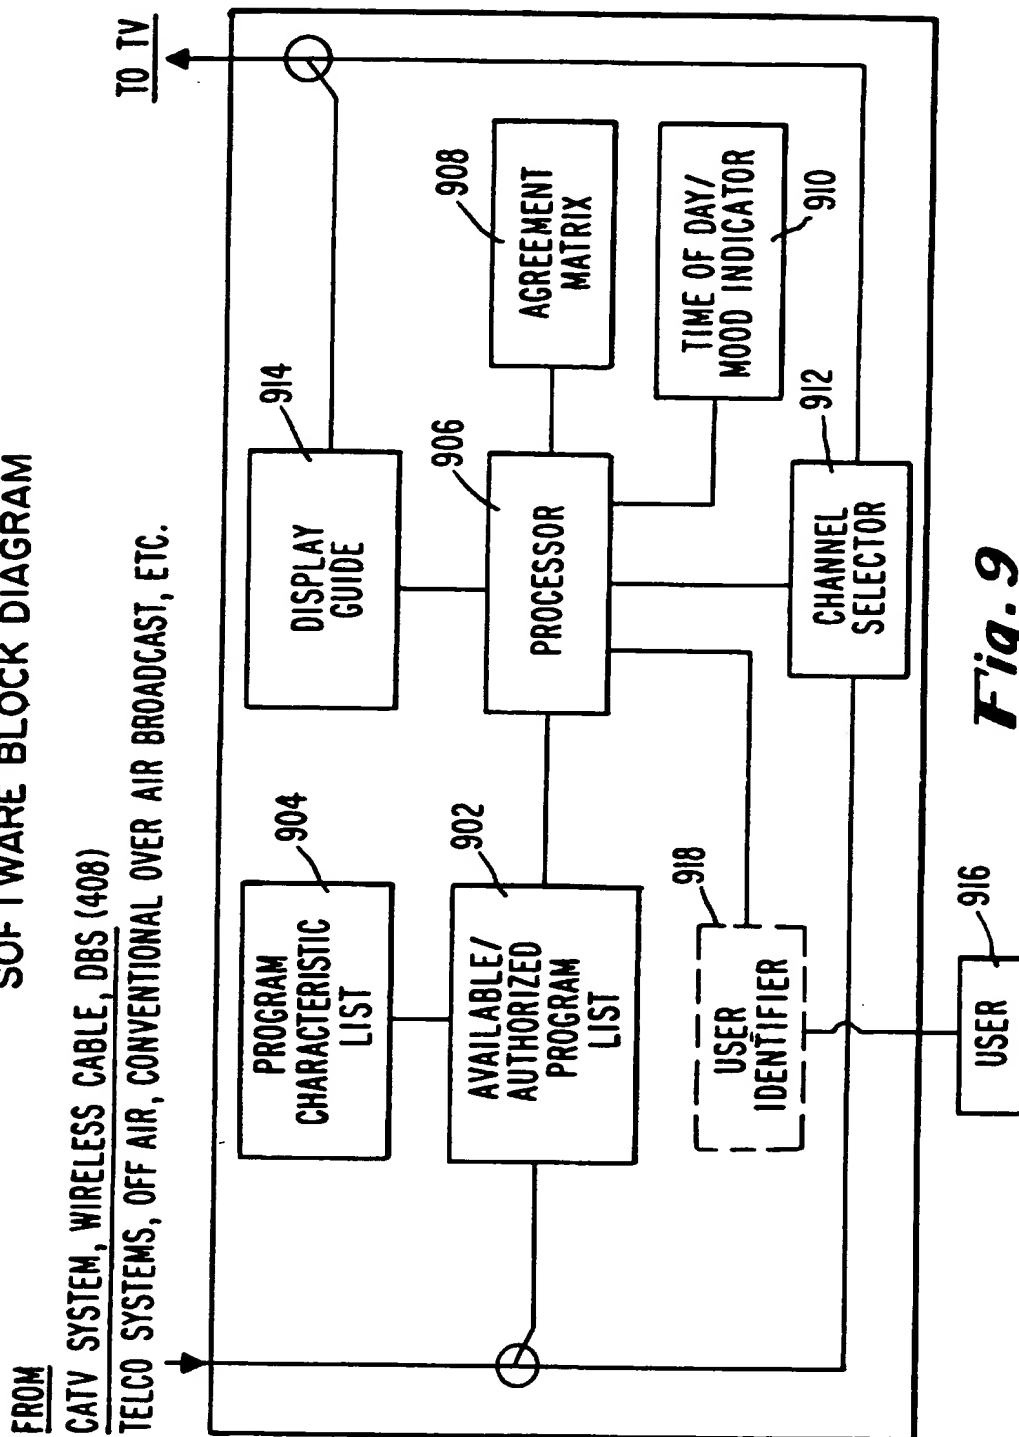 SOFTWARE BLOCK DIAGRAM
FROM
CATV SYSTEM, WIRELESS CABLE, DBS (408)
TELCO SYSTEMS, OFF AIR, CONVENTIONAL OVER AIR BROADCAST, ETC.
TO TV
PROGRAM
CHARACTERISTIC
LIST
904
DISPLAY
GUIDE
914
AVAILABLE/
AUTHORIZED
PROGRAM
LIST
902
PROCESSOR
906
AGREEMENT
MATRIX
908
TIME OF DAY/
MOOD INDICATOR
910
USER
IDENTIFIER
918
CHANNEL
SELECTOR
912
USER
916
Fig. 9